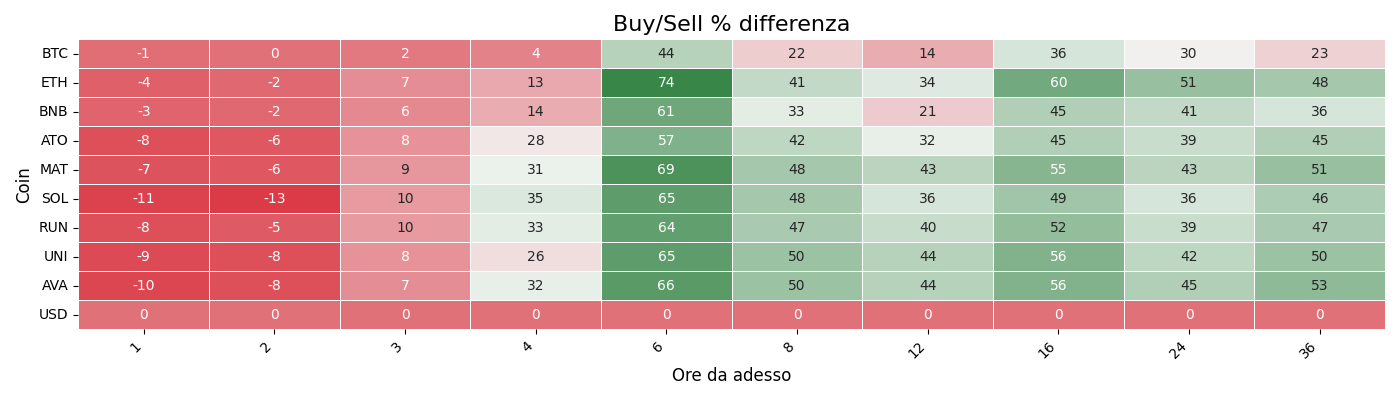 Buy/Sell % differenza
Coin
BTC -1 0 2 4 44 22 14 36 30 23
ETH -4 -2 7 13 74 41 34 60 51 48
BNB -3 -2 6 14 61 33 21 45 41 36
ATO -8 -6 8 28 57 42 32 45 39 45
MAT -7 -6 9 31 69 48 43 55 43 51
SOL -11 -13 10 35 65 48 36 49 36 46
RUN -8 -5 10 33 64 47 40 52 39 47
UNI -9 -8 8 26 65 50 44 56 42 50
AVA -10 -8 7 32 66 50 44 56 45 53
USD 0 0 0 0 0 0 0 0 0 0
1 2 3 4 6 8 12 16 24 36
Ore da adesso